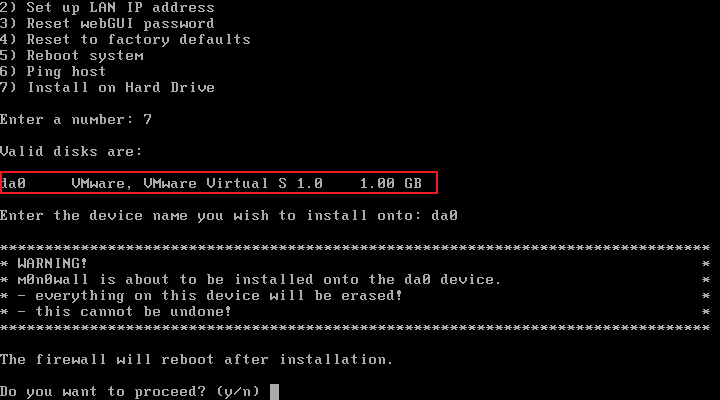 2) Set up LAN IP address
3) Reset webGUI password
4) Reset to factory defaults
5) Reboot system
6) Ping host
7) Install on Hard Drive
Enter a number: 7
Valid disks are:
da0     VMware, VMware Virtual S 1.0    1.00 GB
Enter the device name you wish to install onto: da0
*******************************************************************************
* WARNING!                                                                    *
* m0n0wall is about to be installed onto the da0 device.                      *
* - everything on this device will be erased!                                 *
* - this cannot be undone!                                                    *
*******************************************************************************
The firewall will reboot after installation.
Do you want to proceed? (y/n)